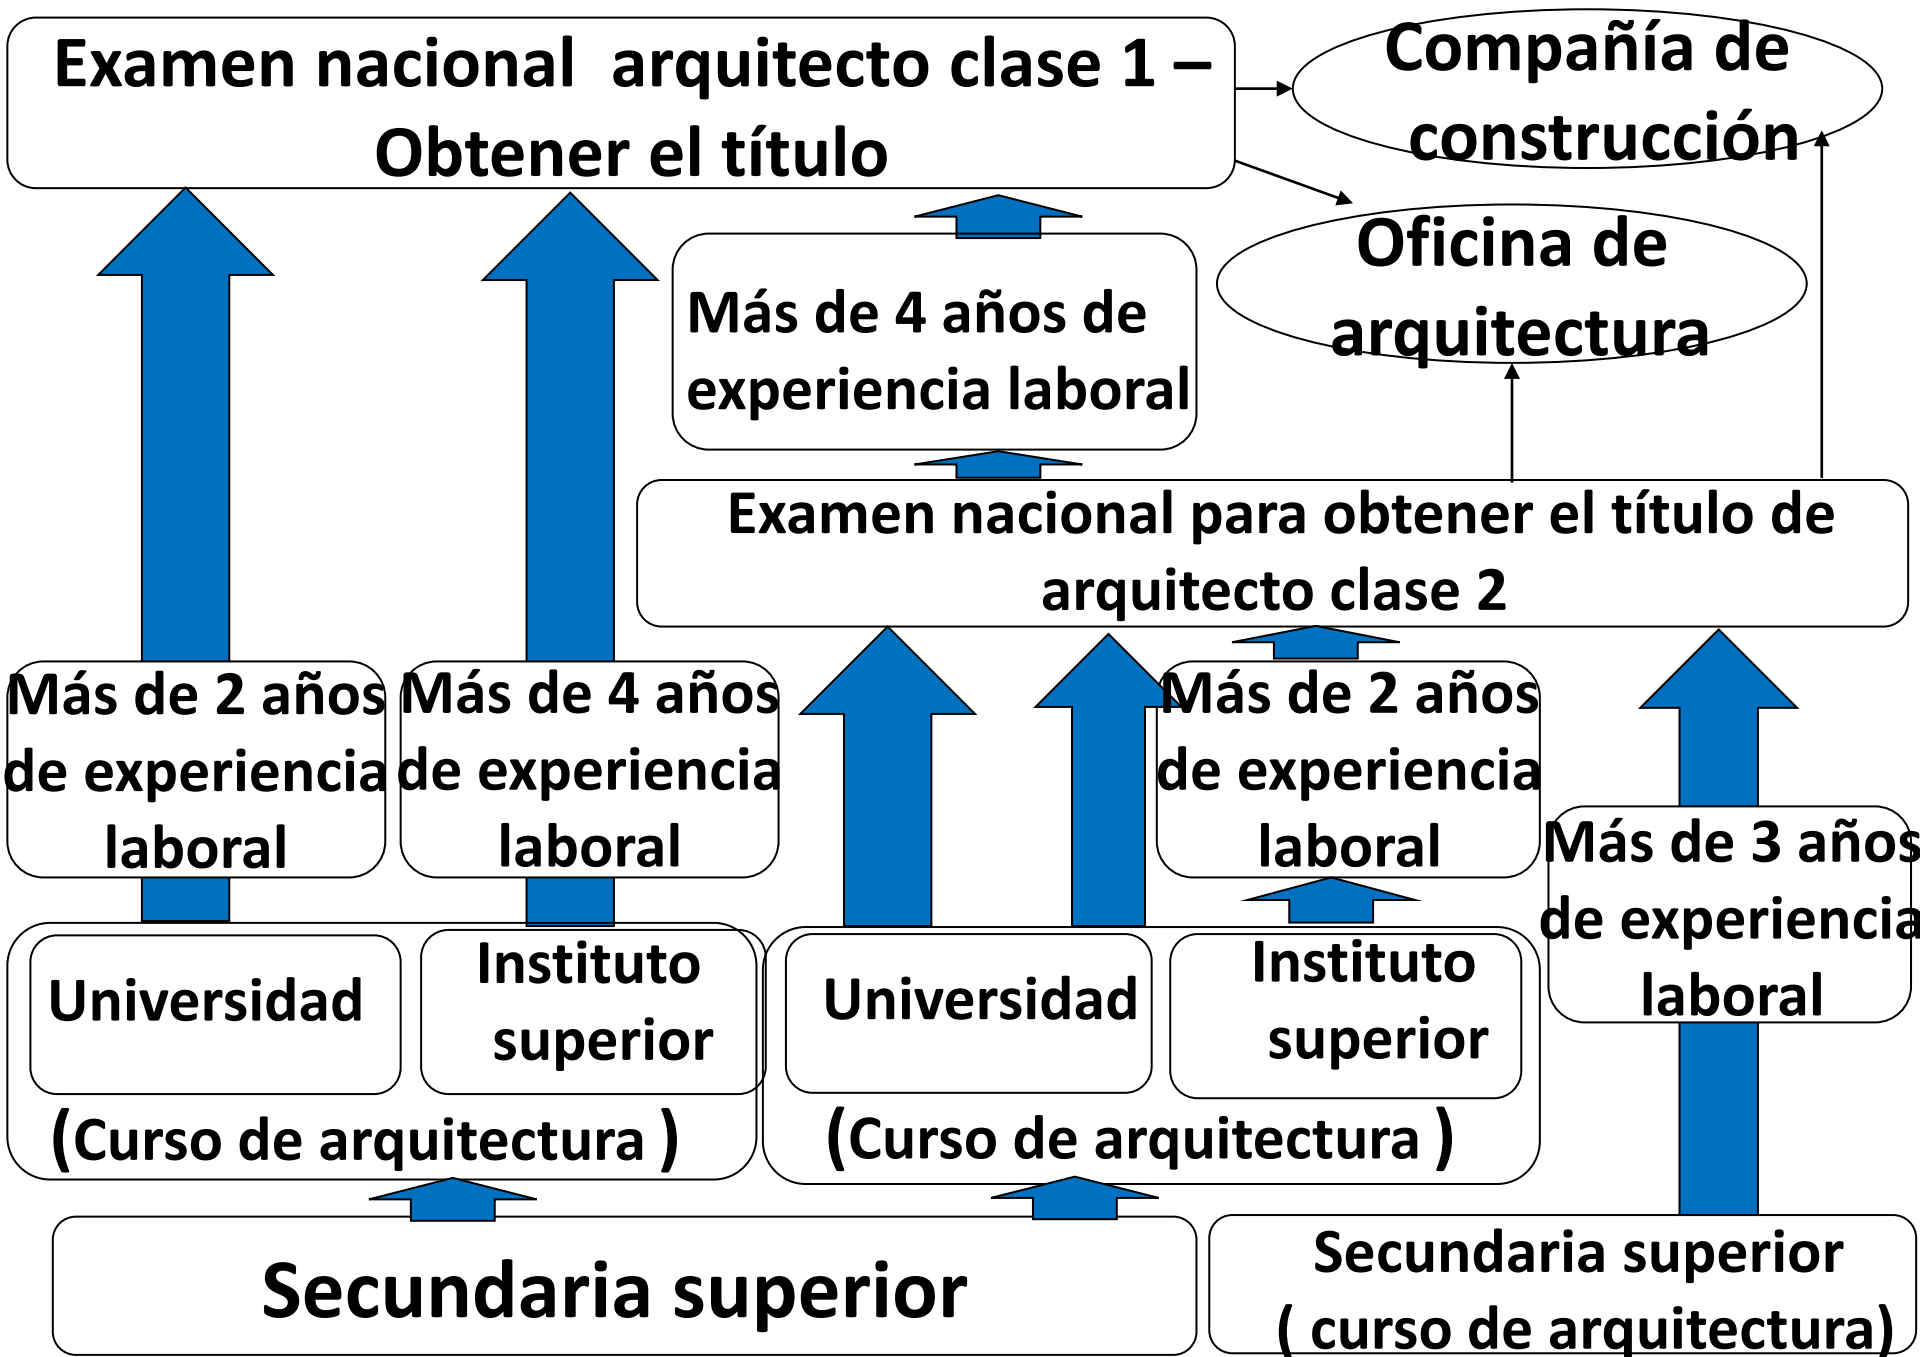 Examen nacional arquitecto clase 1 –
Obtener el título
Compañía de
construcción
Oficina de
arquitectura
Más de 4 años de
experiencia laboral
Examen nacional para obtener el título de
arquitecto clase 2
Más de 2 años
de experiencia
laboral
Más de 4 años
de experiencia
laboral
Más de 2 años
de experiencia
laboral
Más de 3 años
de experiencia
laboral
Universidad
Instituto
superior
(Curso de arquitectura )
Universidad
Instituto
superior
(Curso de arquitectura )
Secundaria superior
Secundaria superior
( curso de arquitectura)